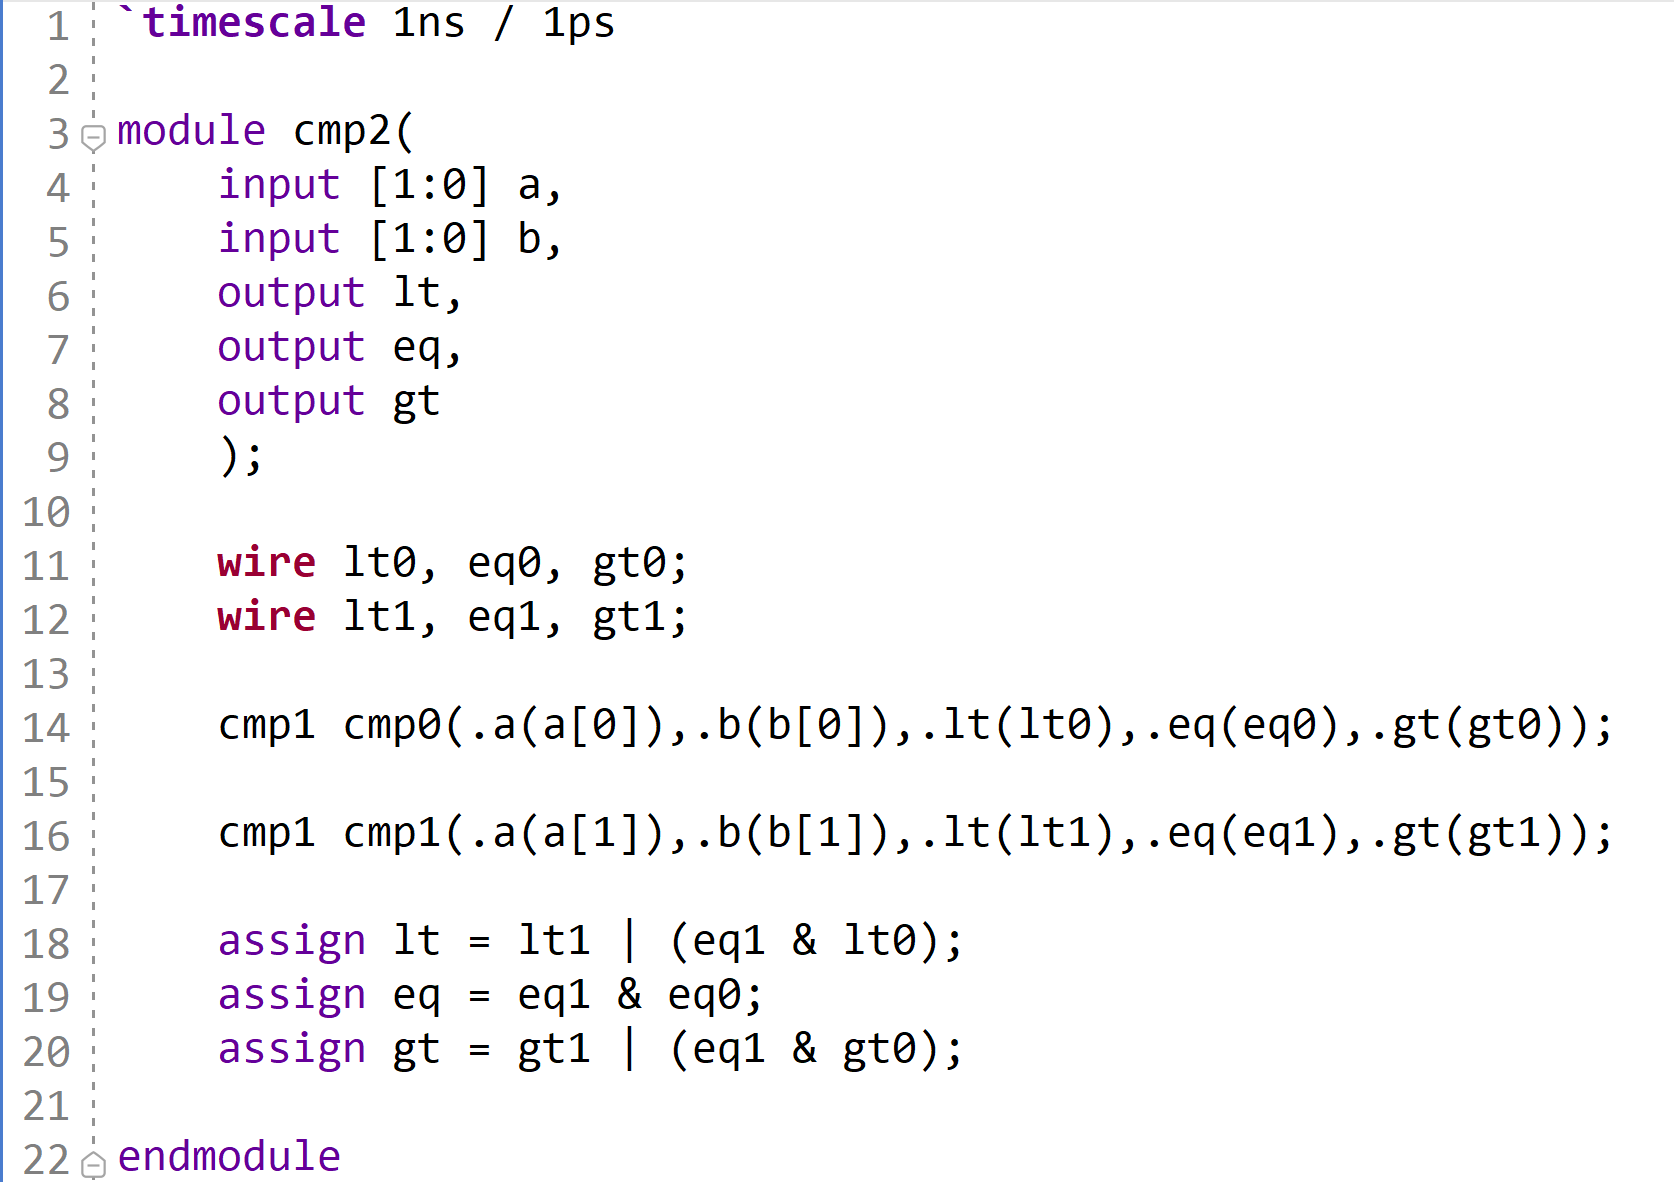 1 `timescale 1ns / 1ps
2
3 module cmp2(
4     input [1:0] a,
5     input [1:0] b,
6     output lt,
7     output eq,
8     output gt
9     );
10
11     wire lt0, eq0, gt0;
12     wire lt1, eq1, gt1;
13
14     cmp1 cmp0(.a(a[0]),.b(b[0]),.lt(lt0),.eq(eq0),.gt(gt0));
15
16     cmp1 cmp1(.a(a[1]),.b(b[1]),.lt(lt1),.eq(eq1),.gt(gt1));
17
18     assign lt = lt1 | (eq1 & lt0);
19     assign eq = eq1 & eq0;
20     assign gt = gt1 | (eq1 & gt0);
21
22 endmodule